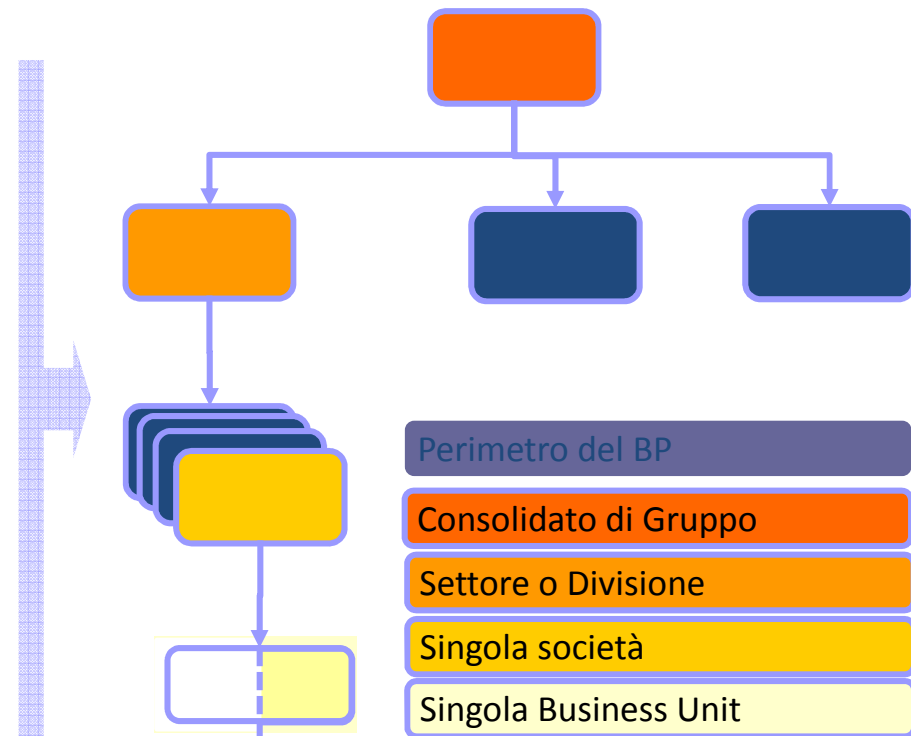 Perimetro del BP
Consolidato di Gruppo
Settore o Divisione
Singola società
Singola Business Unit